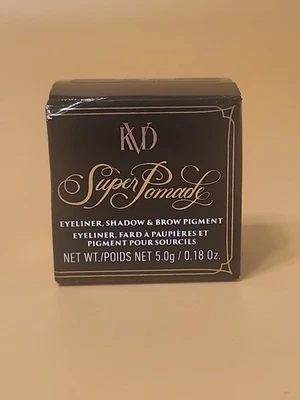 KVD
Super Pomade
EYELINER, SHADOW & BROW PIGMENT
EYELINER, FARD À PAUPIÈRES ET
PIGMENT POUR SOURCILS
NET WT./POIDS NET 5.0g / 0.18 Oz.